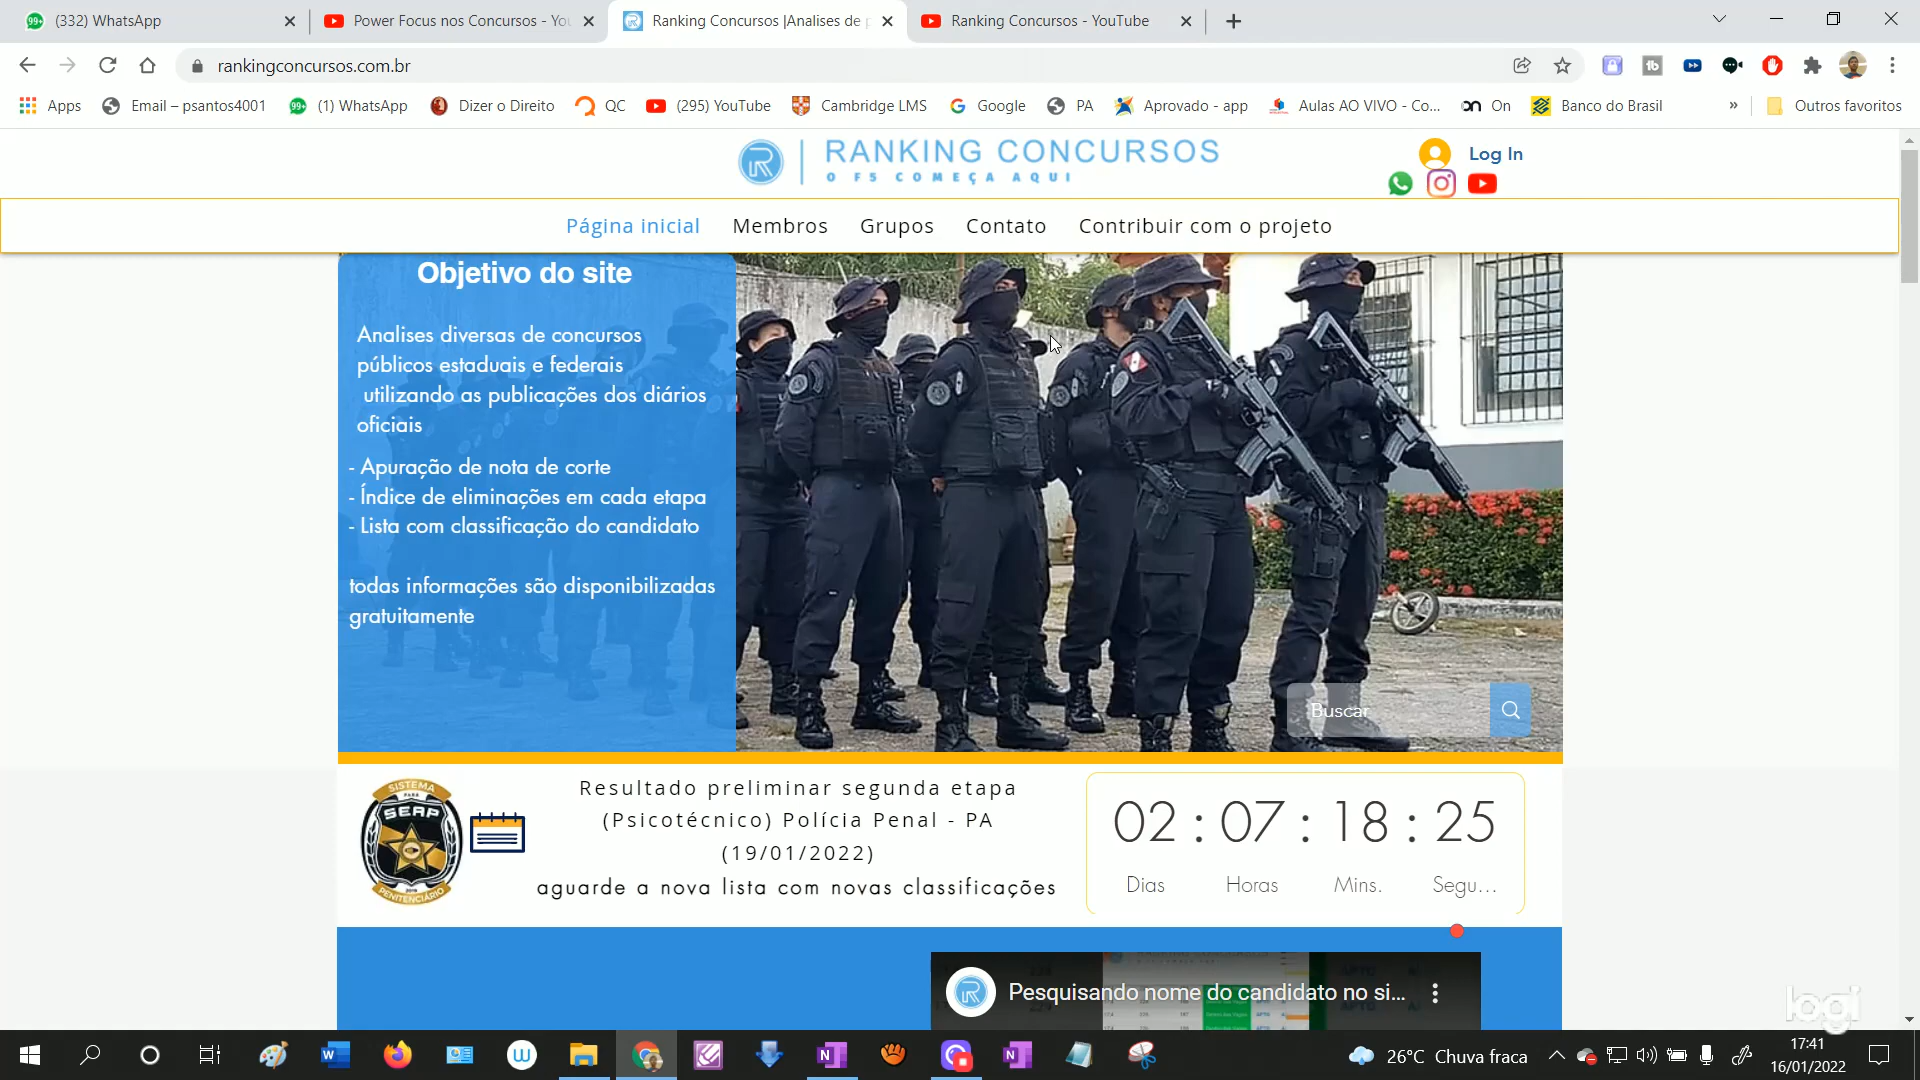 (332) WhatsApp
Power Focus nos Concursos - You
Ranking Concursos |Analises de p
Ranking Concursos - YouTube
rankingconcursos.com.br
Apps
Email – psantos4001
(1) WhatsApp
Dizer o Direito
QC
(295) YouTube
Cambridge LMS
Google
PA
Aprovado - app
Aulas AO VIVO - Co...
On
Banco do Brasil
»
Outros favoritos
RANKING CONCURSOS
O F5 COMEÇA AQUI
Log In
Página inicial
Membros
Grupos
Contato
Contribuir com o projeto
Objetivo do site
Analises diversas de concursos
públicos estaduais e federais
utilizando as publicações dos diários
oficiais
- Apuração de nota de corte
- Índice de eliminações em cada etapa
- Lista com classificação do candidato
todas informações são disponibilizadas
gratuitamente
Buscar
SISTEMA
PARÁ
SEAP
PENITENCIÁRIO
Resultado preliminar segunda etapa
(Psicotécnico) Polícia Penal - PA
(19/01/2022)
aguarde a nova lista com novas classificações
02 : 07 : 18 : 25
Dias Horas Mins. Segu...
Pesquisando nome do candidato no si...
logi
26°C Chuva fraca
17:41
16/01/2022